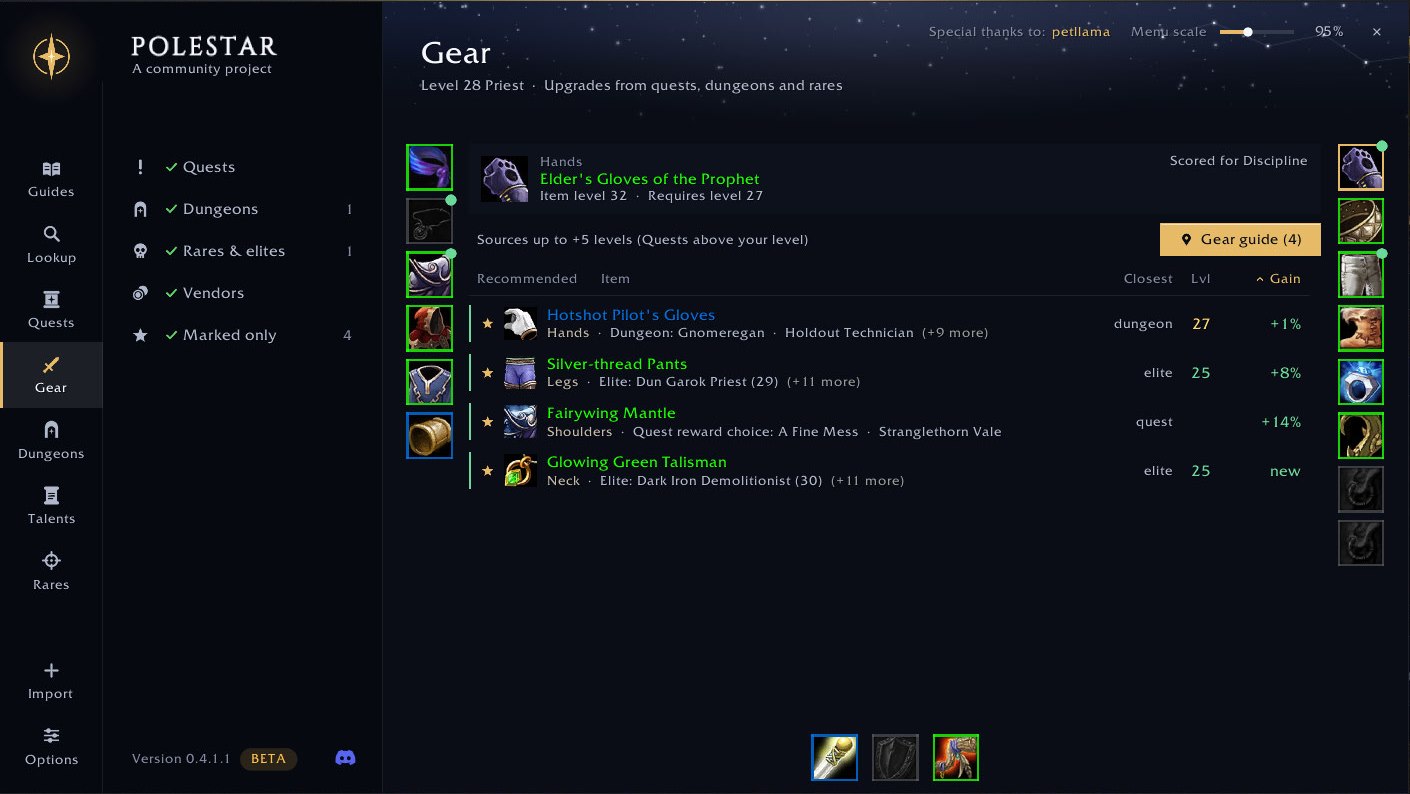 POLESTAR
A community project
Guides
Lookup
Quests
Gear
Dungeons
Talents
Rares
Import
Options
Quests
Dungeons 1
Rares & elites 1
Vendors
Marked only 4
Version 0.4.1.1 BETA
Special thanks to: petllama Menu scale 95% ×
Gear
Level 28 Priest · Upgrades from quests, dungeons and rares
Hands
Scored for Discipline
Elder's Gloves of the Prophet
Item level 32 · Requires level 27
Sources up to +5 levels (Quests above your level)
Gear guide (4)
Recommended Item Closest Lvl Gain
Hotshot Pilot's Gloves
Hands · Dungeon: Gnomeregan · Holdout Technician (+9 more)
dungeon 27 +1%
Silver-thread Pants
Legs · Elite: Dun Garok Priest (29) (+11 more)
elite 25 +8%
Fairywing Mantle
Shoulders · Quest reward choice: A Fine Mess · Stranglethorn Vale
quest +14%
Glowing Green Talisman
Neck · Elite: Dark Iron Demolitionist (30) (+11 more)
elite 25 new